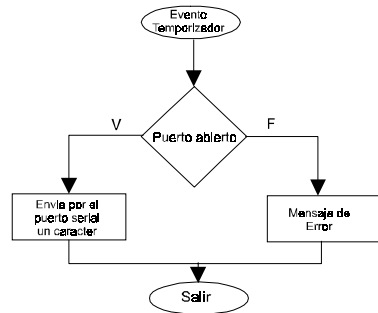 Evento
Temporizador
V
F
Puerto abierto
Envia por el
puerto serial
un caracter
Mensaje de
Error
Salir